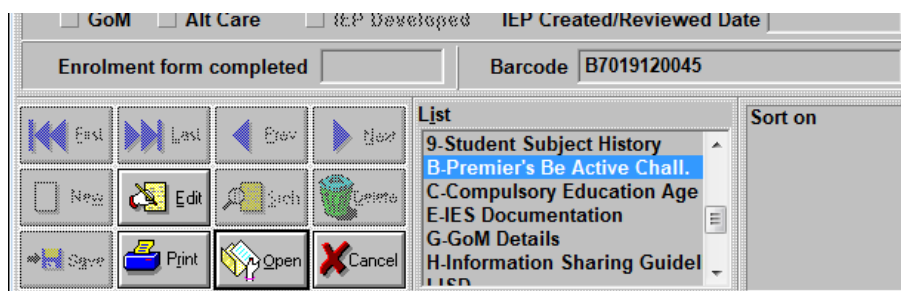 GoM Alt Care IEP Developed IEP Created/Reviewed Date
Enrolment form completed Barcode B7019120045
First Last Prev Next
New Edit Srch Delete
Save Print Open Cancel
List
9-Student Subject History
B-Premier's Be Active Chall.
C-Compulsory Education Age
E-IES Documentation
G-GoM Details
H-Information Sharing Guidel
Sort on